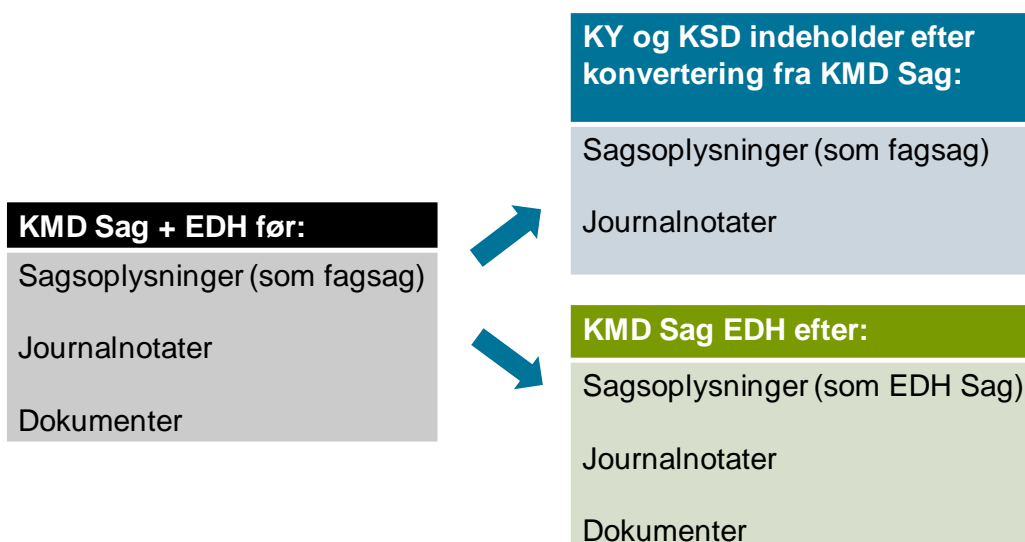 KMD Sag + EDH før:
Sagsoplysninger (som fagsag)
Journalnotater
Dokumenter
KY og KSD indeholder efter
konvertering fra KMD Sag:
Sagsoplysninger (som fagsag)
Journalnotater
KMD Sag EDH efter:
Sagsoplysninger (som EDH Sag)
Journalnotater
Dokumenter